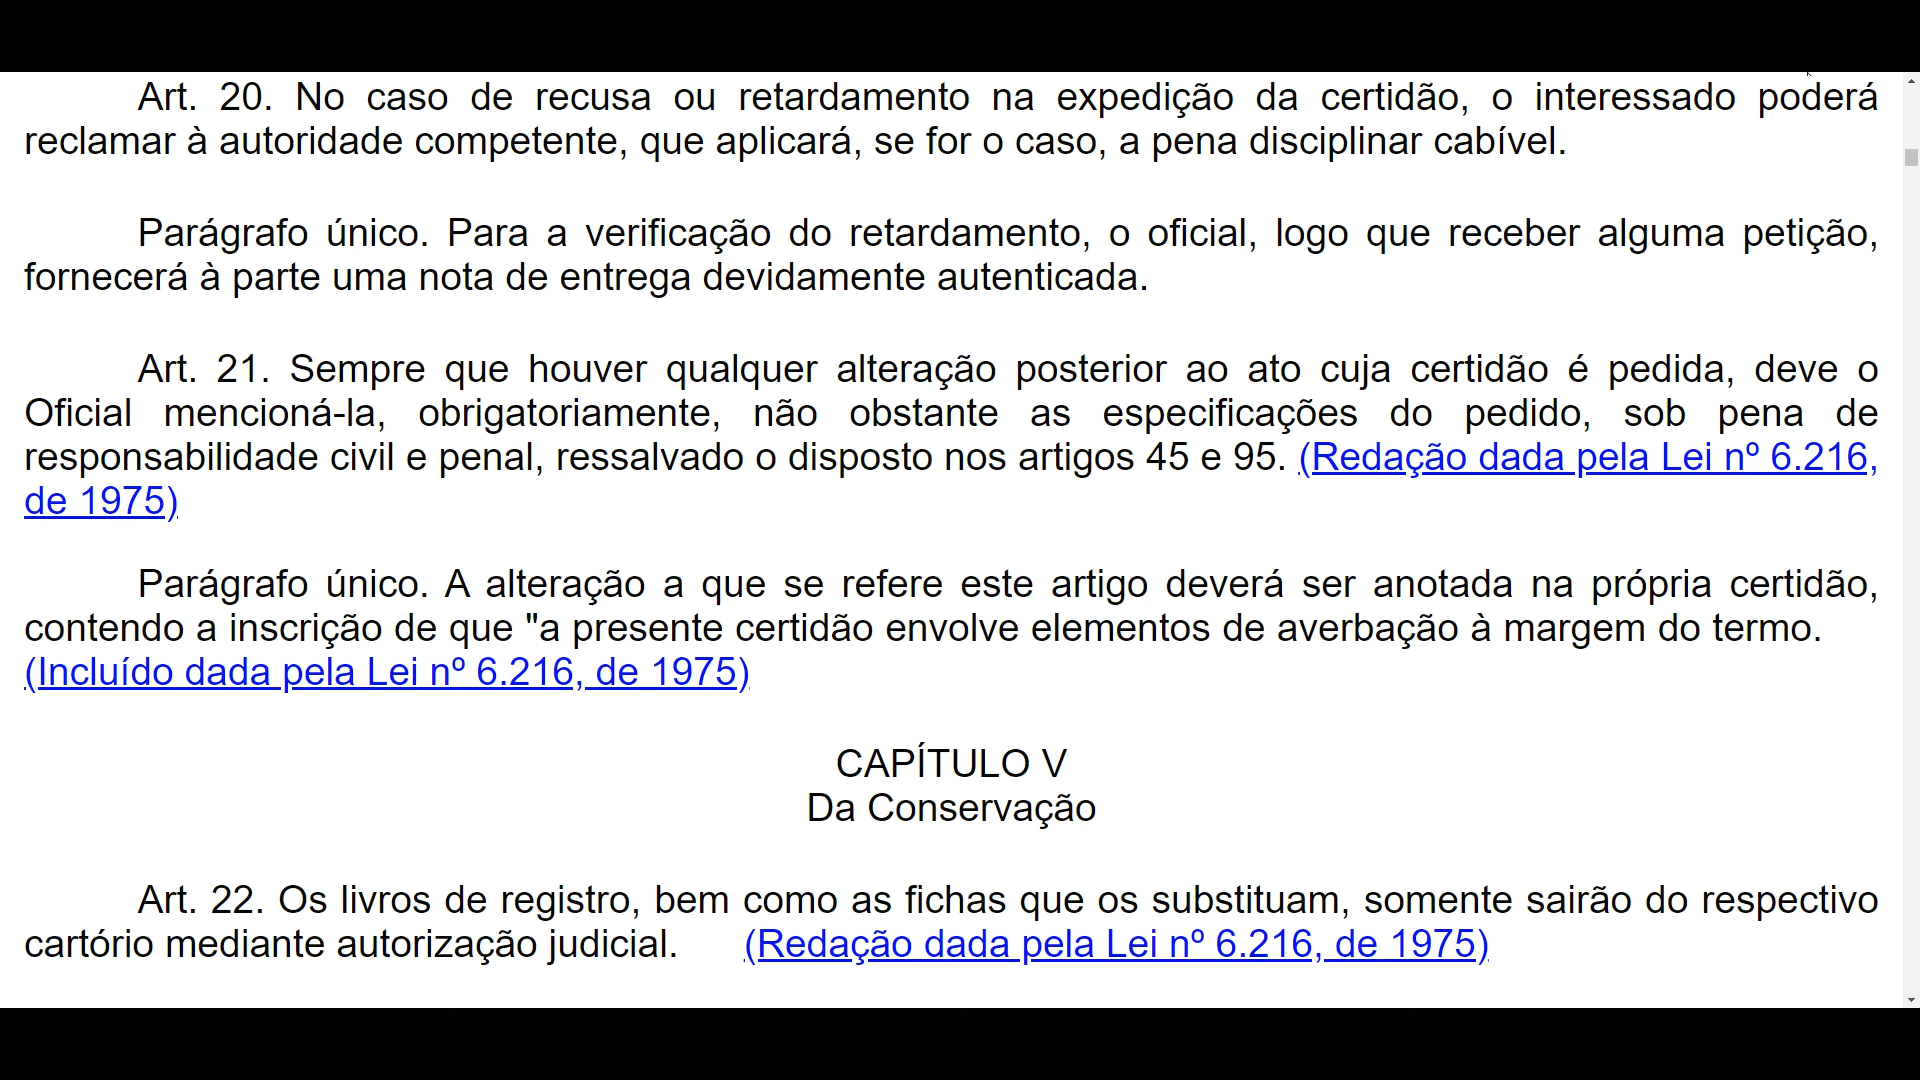 Art. 20. No caso de recusa ou retardamento na expedição da certidão, o interessado poderá
reclamar à autoridade competente, que aplicará, se for o caso, a pena disciplinar cabível.
Parágrafo único. Para a verificação do retardamento, o oficial, logo que receber alguma petição,
fornecerá à parte uma nota de entrega devidamente autenticada.
Art. 21. Sempre que houver qualquer alteração posterior ao ato cuja certidão é pedida, deve o
Oficial mencioná-la, obrigatoriamente, não obstante as especificações do pedido, sob pena de
responsabilidade civil e penal, ressalvado o disposto nos artigos 45 e 95. (Redação dada pela Lei nº 6.216,
de 1975)
Parágrafo único. A alteração a que se refere este artigo deverá ser anotada na própria certidão,
contendo a inscrição de que "a presente certidão envolve elementos de averbação à margem do termo.
(Incluído dada pela Lei nº 6.216, de 1975)
CAPÍTULO V
Da Conservação
Art. 22. Os livros de registro, bem como as fichas que os substituam, somente sairão do respectivo
cartório mediante autorização judicial. (Redação dada pela Lei nº 6.216, de 1975)